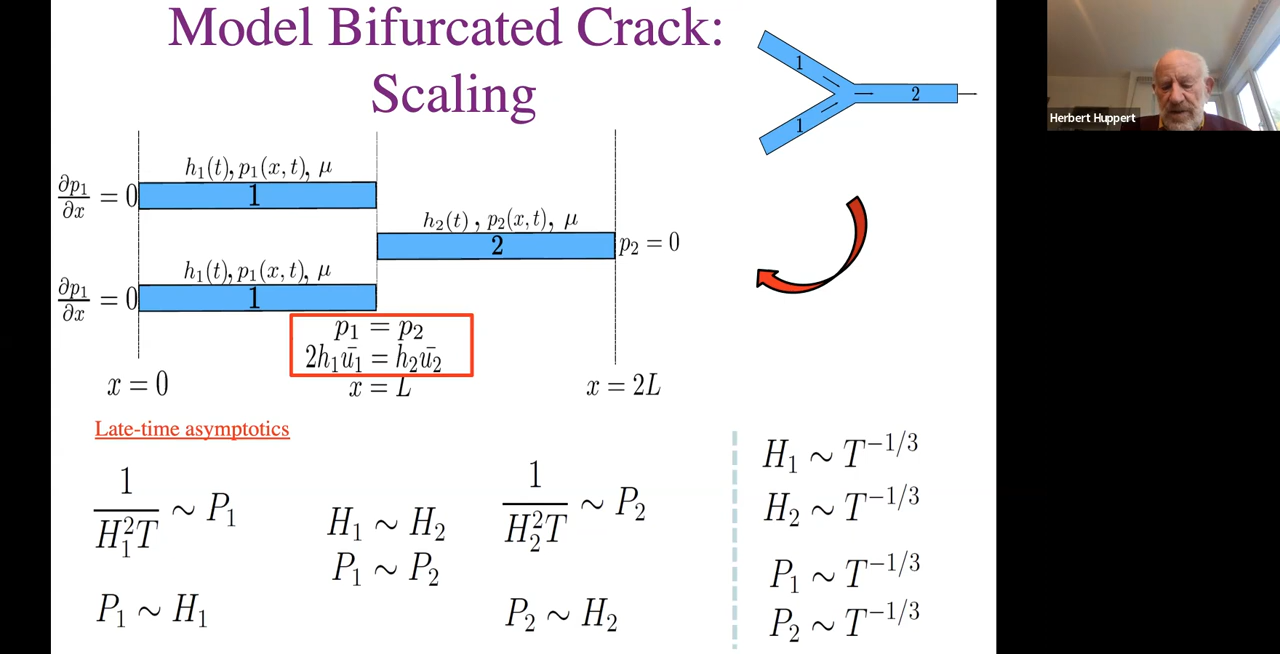 Model Bifurcated Crack:
Scaling
1
1
2
Herbert Huppert
h₁(t), p₁(x, t), μ
∂p₁/∂x = 0
1
h₂(t) , p₂(x, t), μ
2
p₂ = 0
h₁(t), p₁(x, t), μ
∂p₁/∂x = 0
1
p₁ = p₂
2h₁ū₁ = h₂ū₂
x = 0
x = L
x = 2L
Late-time asymptotics
1/(H₁²T) ~ P₁
H₁ ~ H₂
P₁ ~ P₂
1/(H₂²T) ~ P₂
P₁ ~ H₁
P₂ ~ H₂
H₁ ~ T^{-1/3}
H₂ ~ T^{-1/3}
P₁ ~ T^{-1/3}
P₂ ~ T^{-1/3}